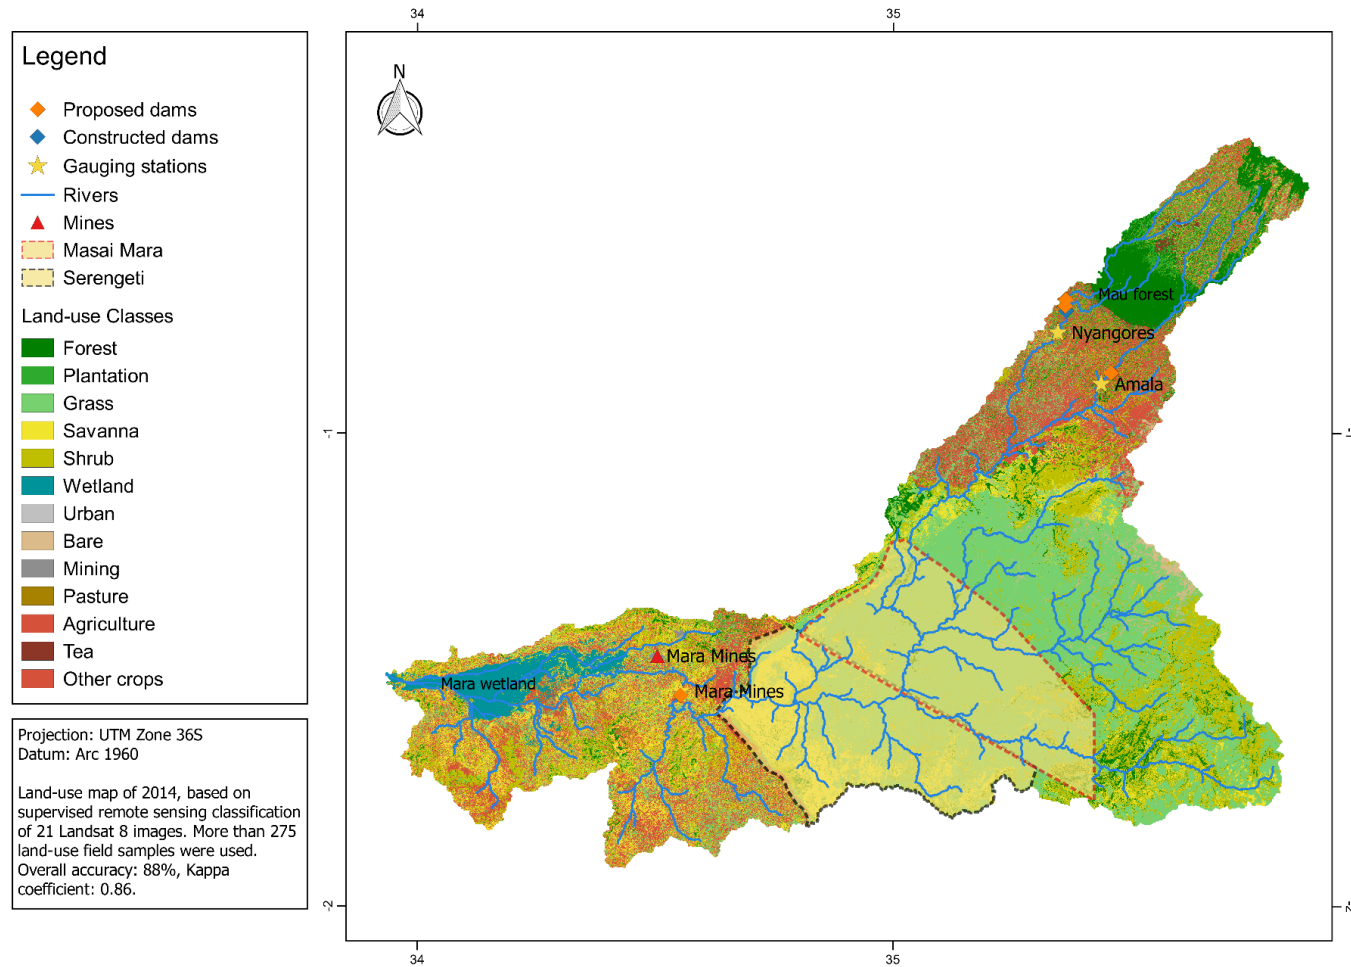 34
35
Legend
Proposed dams
Constructed dams
Gauging stations
Rivers
Mines
Masai Mara
Serengeti
Land-use Classes
Forest
Plantation
Grass
Savanna
Shrub
Wetland
Urban
Bare
Mining
Pasture
Agriculture
Tea
Other crops
Projection: UTM Zone 36S
Datum: Arc 1960
Land-use map of 2014, based on
supervised remote sensing classification
of 21 Landsat 8 images. More than 275
land-use field samples were used.
Overall accuracy: 88%, Kappa
coefficient: 0.86.
N
Mau forest
Nyangores
Amala
-1
Mara Mines
Mara wetland
Mara Mines
-2
34
35